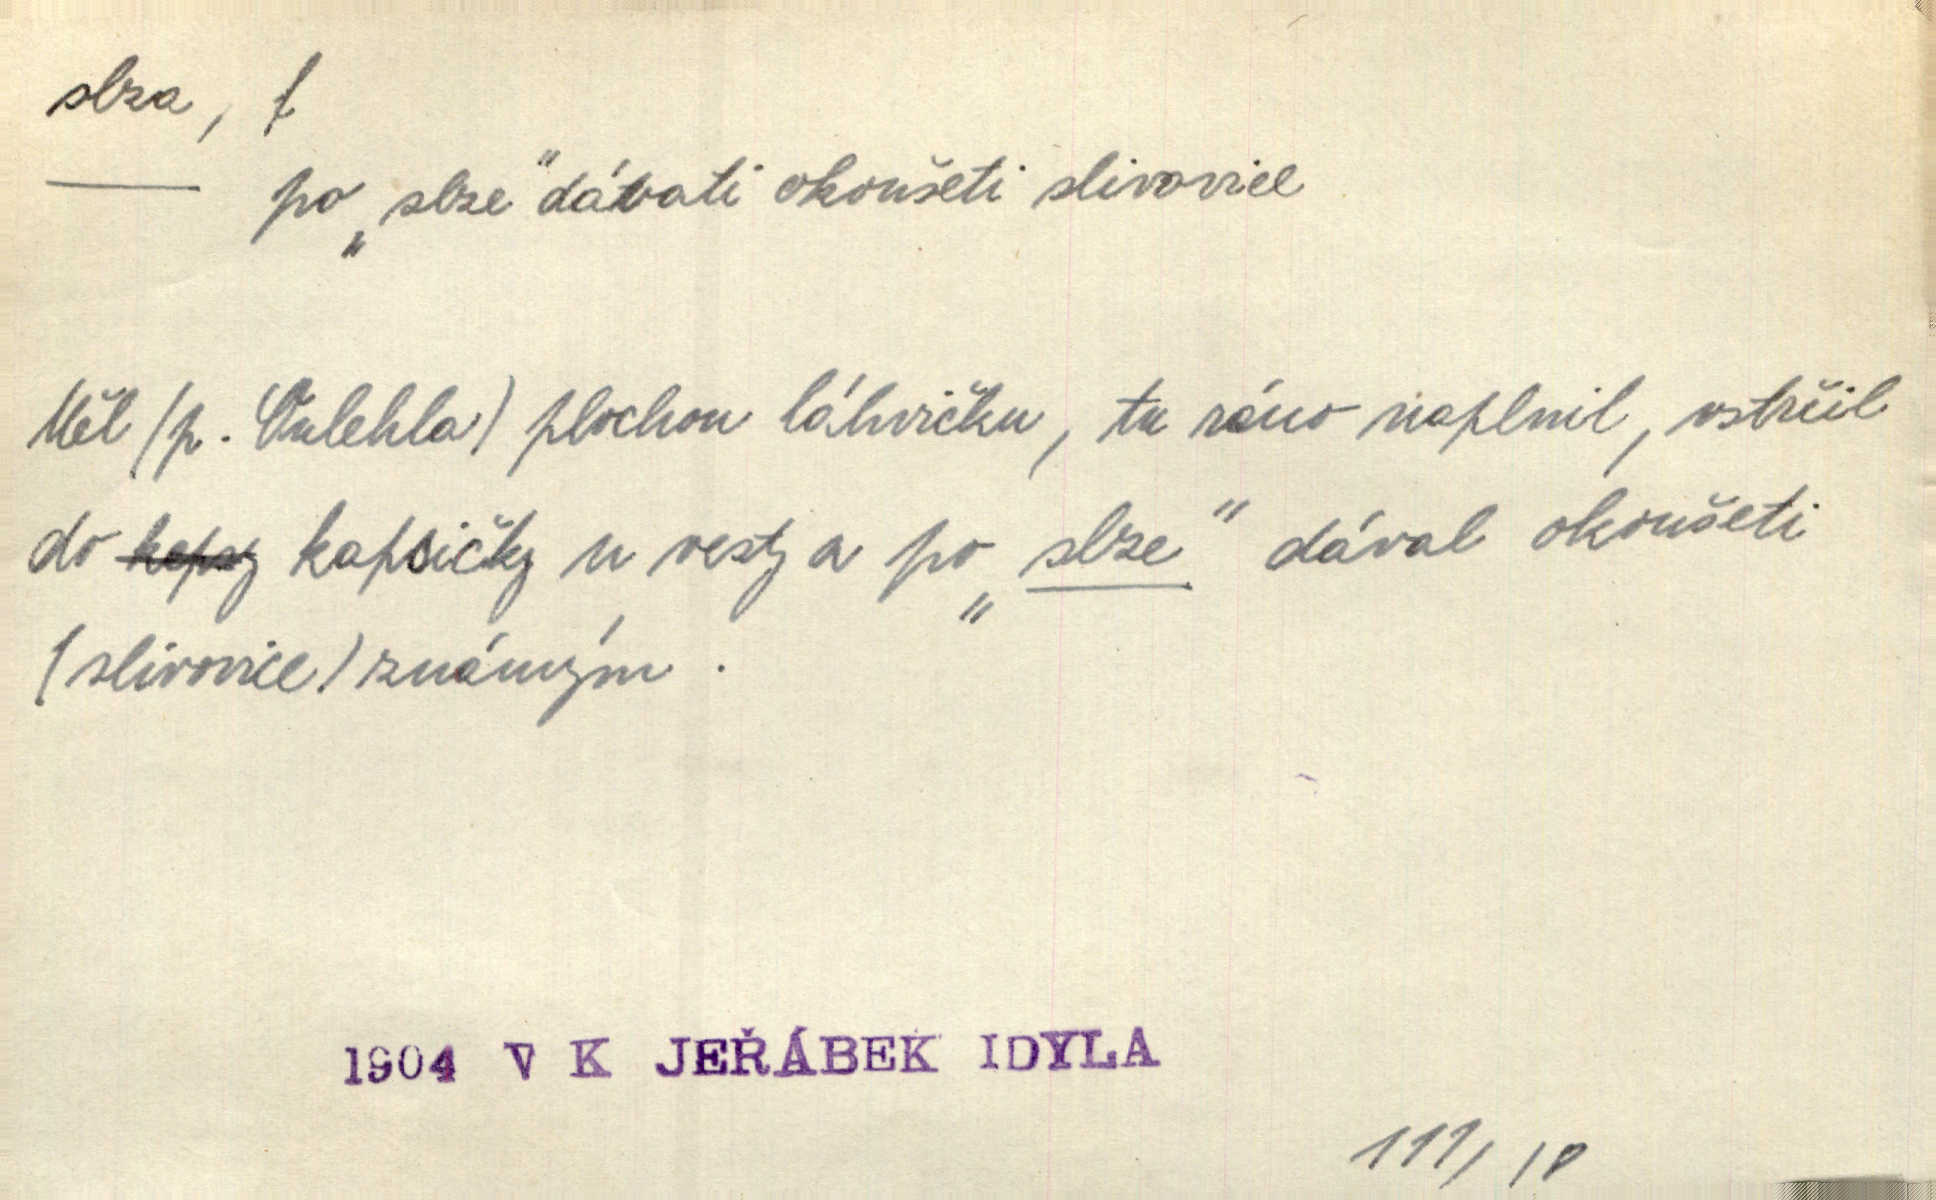 slza, f
po „slze" dávati okoušeti slivovice
Měl (p. Vulehla) plochou láhvičku, tu ráno naplnil, vstrčil
do kapsičky u vesty a po „slze" dával okoušeti
(slivovice) známým.
1904 V K JEŘÁBEK IDYLA
111/